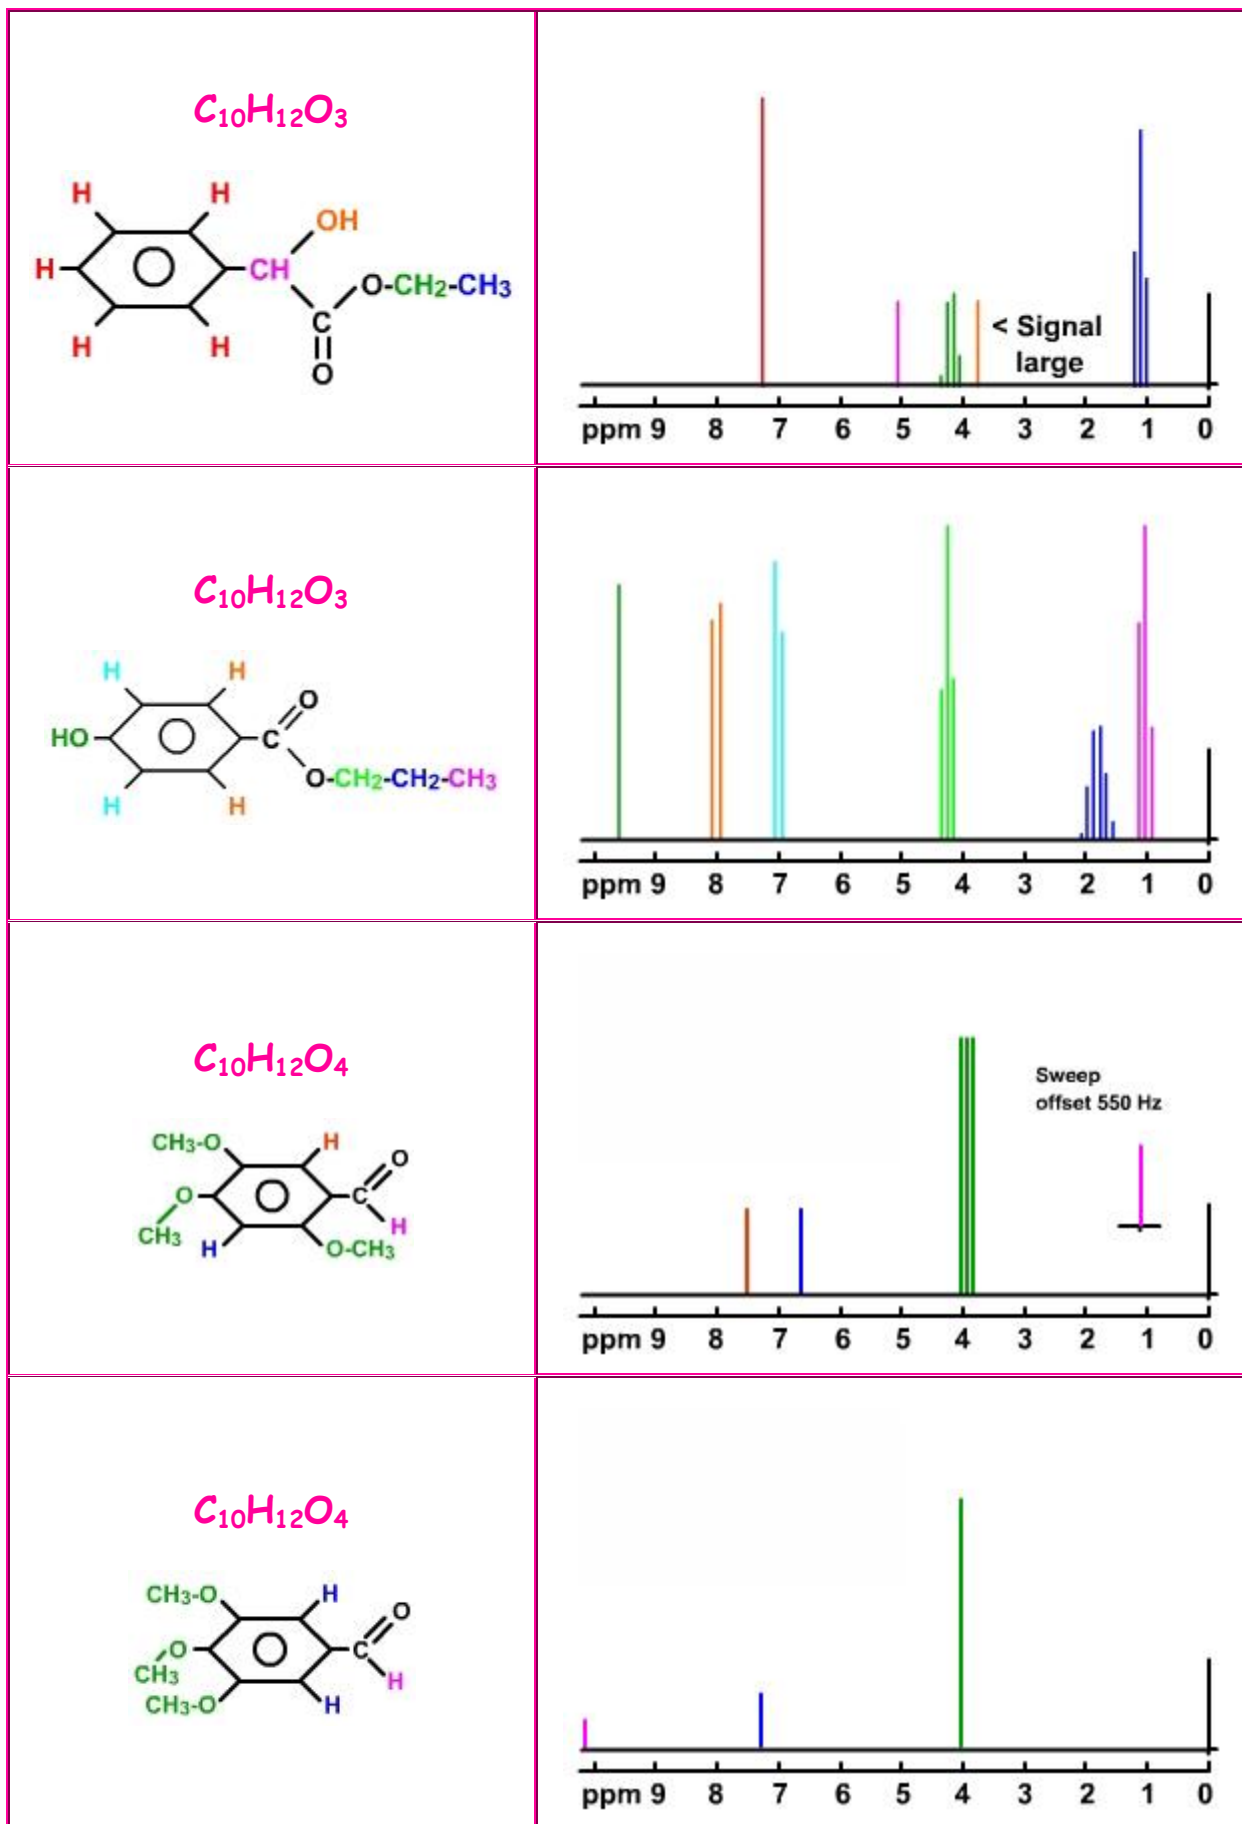 C₁₀H₁₂O₃
H H
OH
H CH O-CH₂-CH₃
C
H H
O
< Signal
large
ppm 9 8 7 6 5 4 3 2 1 0
C₁₀H₁₂O₃
H H
O
HO C
O-CH₂-CH₂-CH₃
H H
ppm 9 8 7 6 5 4 3 2 1 0
C₁₀H₁₂O₄
CH₃-O H
O
O C
CH₃ H
H O-CH₃
Sweep
offset 550 Hz
ppm 9 8 7 6 5 4 3 2 1 0
C₁₀H₁₂O₄
CH₃-O H
O
O C
CH₃ H
CH₃-O H
ppm 9 8 7 6 5 4 3 2 1 0